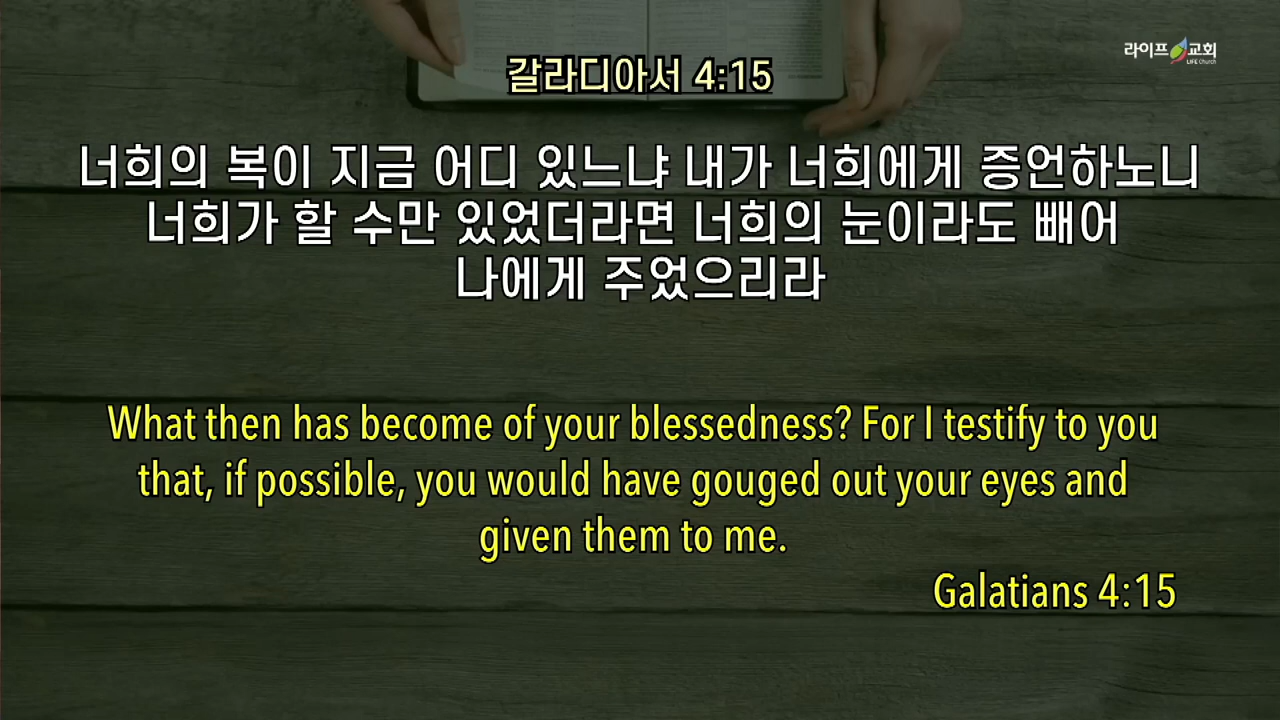 라이프 교회
LIFE Church
갈라디아서 4:15
너희의 복이 지금 어디 있느냐 내가 너희에게 증언하노니
너희가 할 수만 있었더라면 너희의 눈이라도 빼어
나에게 주었으리라
What then has become of your blessedness? For I testify to you
that, if possible, you would have gouged out your eyes and
given them to me.
Galatians 4:15